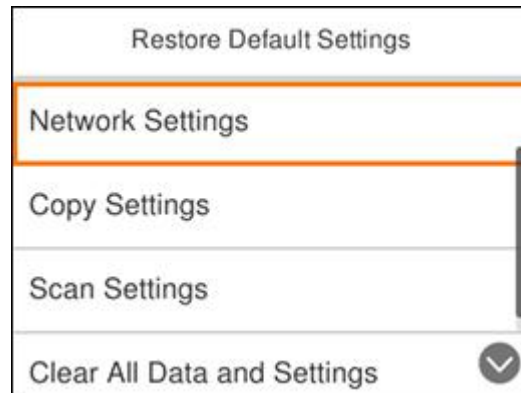 Restore Default Settings
Network Settings
Copy Settings
Scan Settings
Clear All Data and Settings